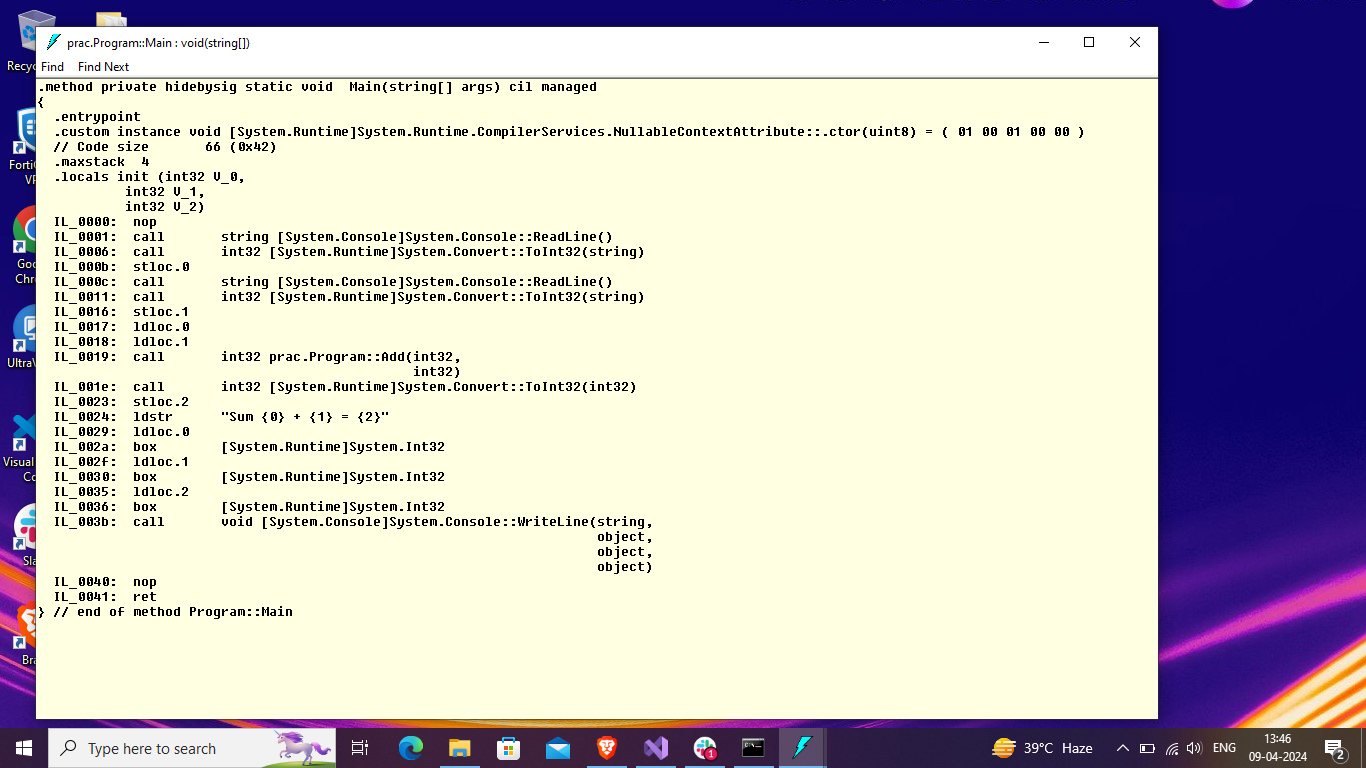 Recyc
prac.Program::Main : void(string[])
Find Find Next
.method private hidebysig static void  Main(string[] args) cil managed
{
  .entrypoint
  .custom instance void [System.Runtime]System.Runtime.CompilerServices.NullableContextAttribute::.ctor(uint8) = ( 01 00 01 00 00 )
  // Code size       66 (0x42)
  .maxstack  4
  .locals init (int32 V_0,
           int32 V_1,
           int32 V_2)
  IL_0000:  nop
  IL_0001:  call       string [System.Console]System.Console::ReadLine()
  IL_0006:  call       int32 [System.Runtime]System.Convert::ToInt32(string)
  IL_000b:  stloc.0
  IL_000c:  call       string [System.Console]System.Console::ReadLine()
  IL_0011:  call       int32 [System.Runtime]System.Convert::ToInt32(string)
  IL_0016:  stloc.1
  IL_0017:  ldloc.0
  IL_0018:  ldloc.1
  IL_0019:  call       int32 prac.Program::Add(int32,
                                               int32)
  IL_001e:  call       int32 [System.Runtime]System.Convert::ToInt32(int32)
  IL_0023:  stloc.2
  IL_0024:  ldstr      "Sum {0} + {1} = {2}"
  IL_0029:  ldloc.0
  IL_002a:  box        [System.Runtime]System.Int32
  IL_002f:  ldloc.1
  IL_0030:  box        [System.Runtime]System.Int32
  IL_0035:  ldloc.2
  IL_0036:  box        [System.Runtime]System.Int32
  IL_003b:  call       void [System.Console]System.Console::WriteLine(string,
                                                                      object,
                                                                      object,
                                                                      object)
  IL_0040:  nop
  IL_0041:  ret
} // end of method Program::Main
Forti
VP
Goo
Chr
UltraV
Visual
Co
Sla
Bra
Type here to search
1
39°C Haze
ENG
13:46
09-04-2024
2